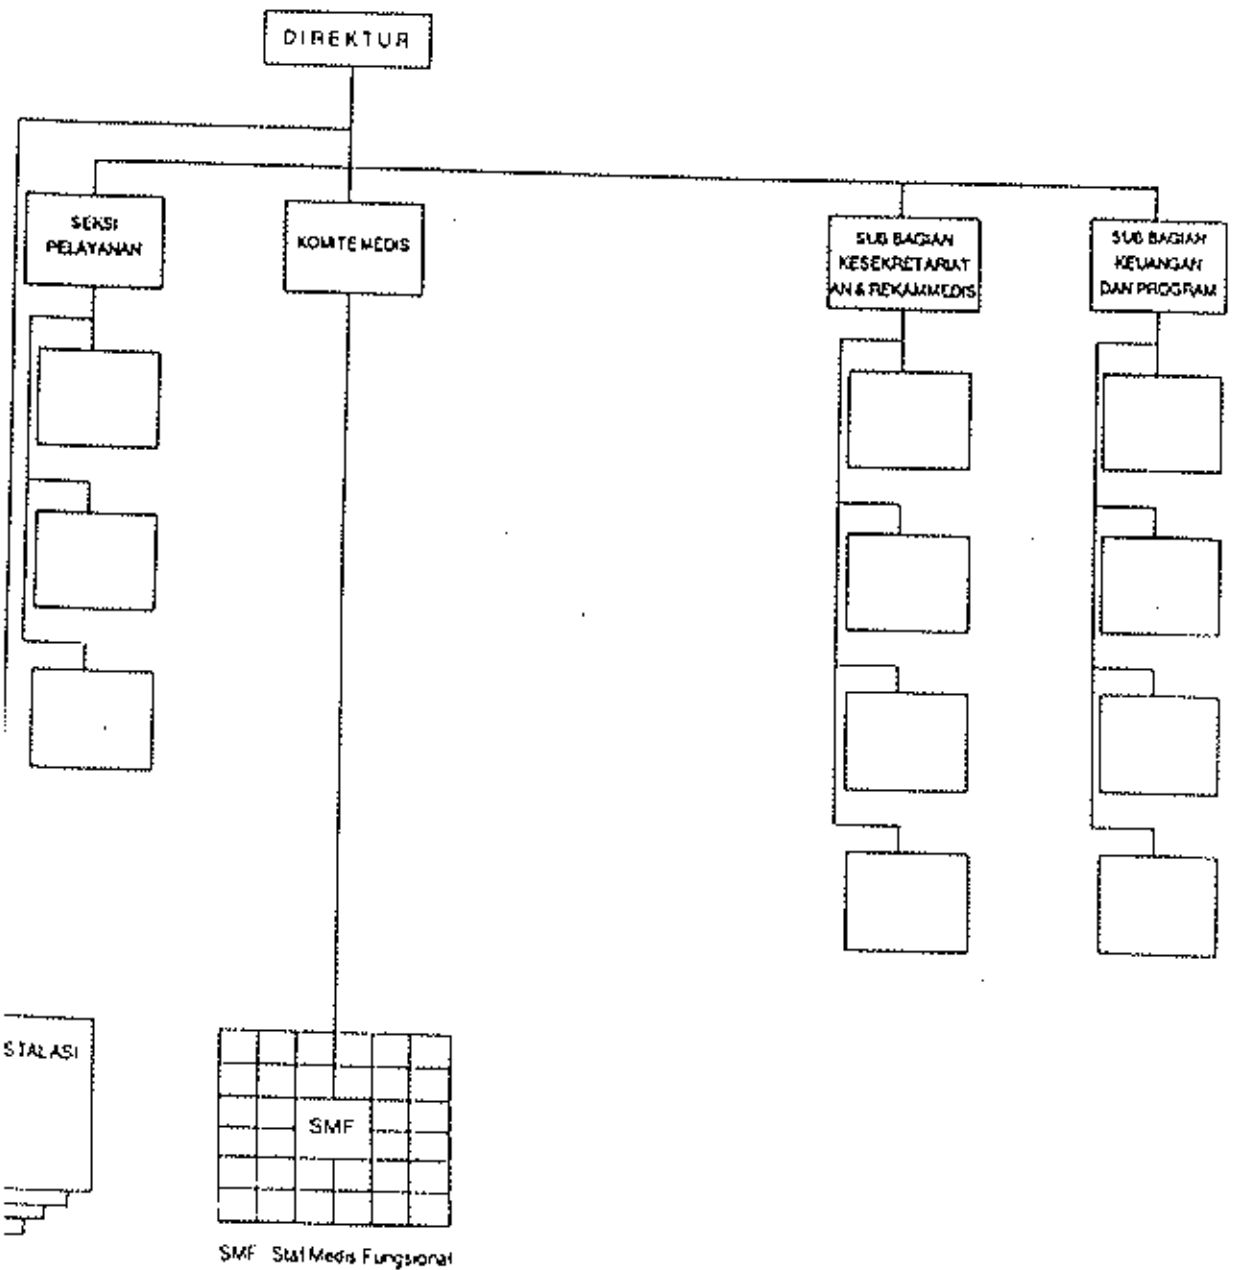 DIREKTUR
SEKSI
PELAYANAN
KOMITE MEDIS
SUB BAGIAN
KESEKRETARIAT
AN & REKAMMEDIS
SUB BAGIAN
KEUANGAN
DAN PROGRAM
STALASI
SMF
SMF Staf Medis Fungsional